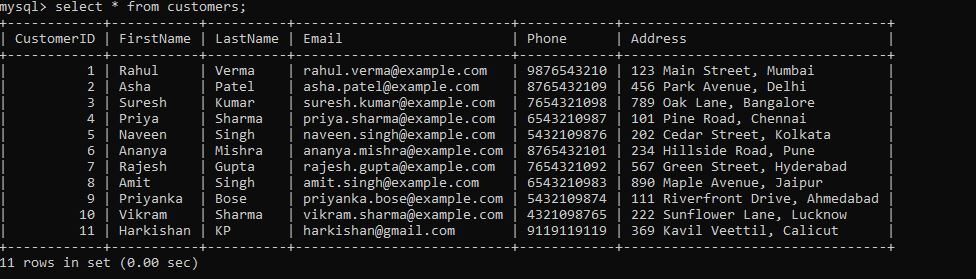 mysql> select * from customers;
+------------+-----------+----------+---------------------------+------------+--------------------------------+
| CustomerID | FirstName | LastName | Email                     | Phone      | Address                        |
+------------+-----------+----------+---------------------------+------------+--------------------------------+
|          1 | Rahul     | Verma    | rahul.verma@example.com   | 9876543210 | 123 Main Street, Mumbai        |
|          2 | Asha      | Patel    | asha.patel@example.com    | 8765432109 | 456 Park Avenue, Delhi         |
|          3 | Suresh    | Kumar    | suresh.kumar@example.com  | 7654321098 | 789 Oak Lane, Bangalore        |
|          4 | Priya     | Sharma   | priya.sharma@example.com  | 6543210987 | 101 Pine Road, Chennai         |
|          5 | Naveen    | Singh    | naveen.singh@example.com  | 5432109876 | 202 Cedar Street, Kolkata      |
|          6 | Ananya    | Mishra   | ananya.mishra@example.com | 8765432101 | 234 Hillside Road, Pune        |
|          7 | Rajesh    | Gupta    | rajesh.gupta@example.com  | 7654321092 | 567 Green Street, Hyderabad    |
|          8 | Amit      | Singh    | amit.singh@example.com    | 6543210983 | 890 Maple Avenue, Jaipur       |
|          9 | Priyanka  | Bose     | priyanka.bose@example.com | 5432109874 | 111 Riverfront Drive, Ahmedabad |
|         10 | Vikram    | Sharma   | vikram.sharma@example.com | 4321098765 | 222 Sunflower Lane, Lucknow    |
|         11 | Harkishan | KP       | harkishan@gmail.com       | 9119119119 | 369 Kavil Veettil, Calicut     |
+------------+-----------+----------+---------------------------+------------+--------------------------------+
11 rows in set (0.00 sec)